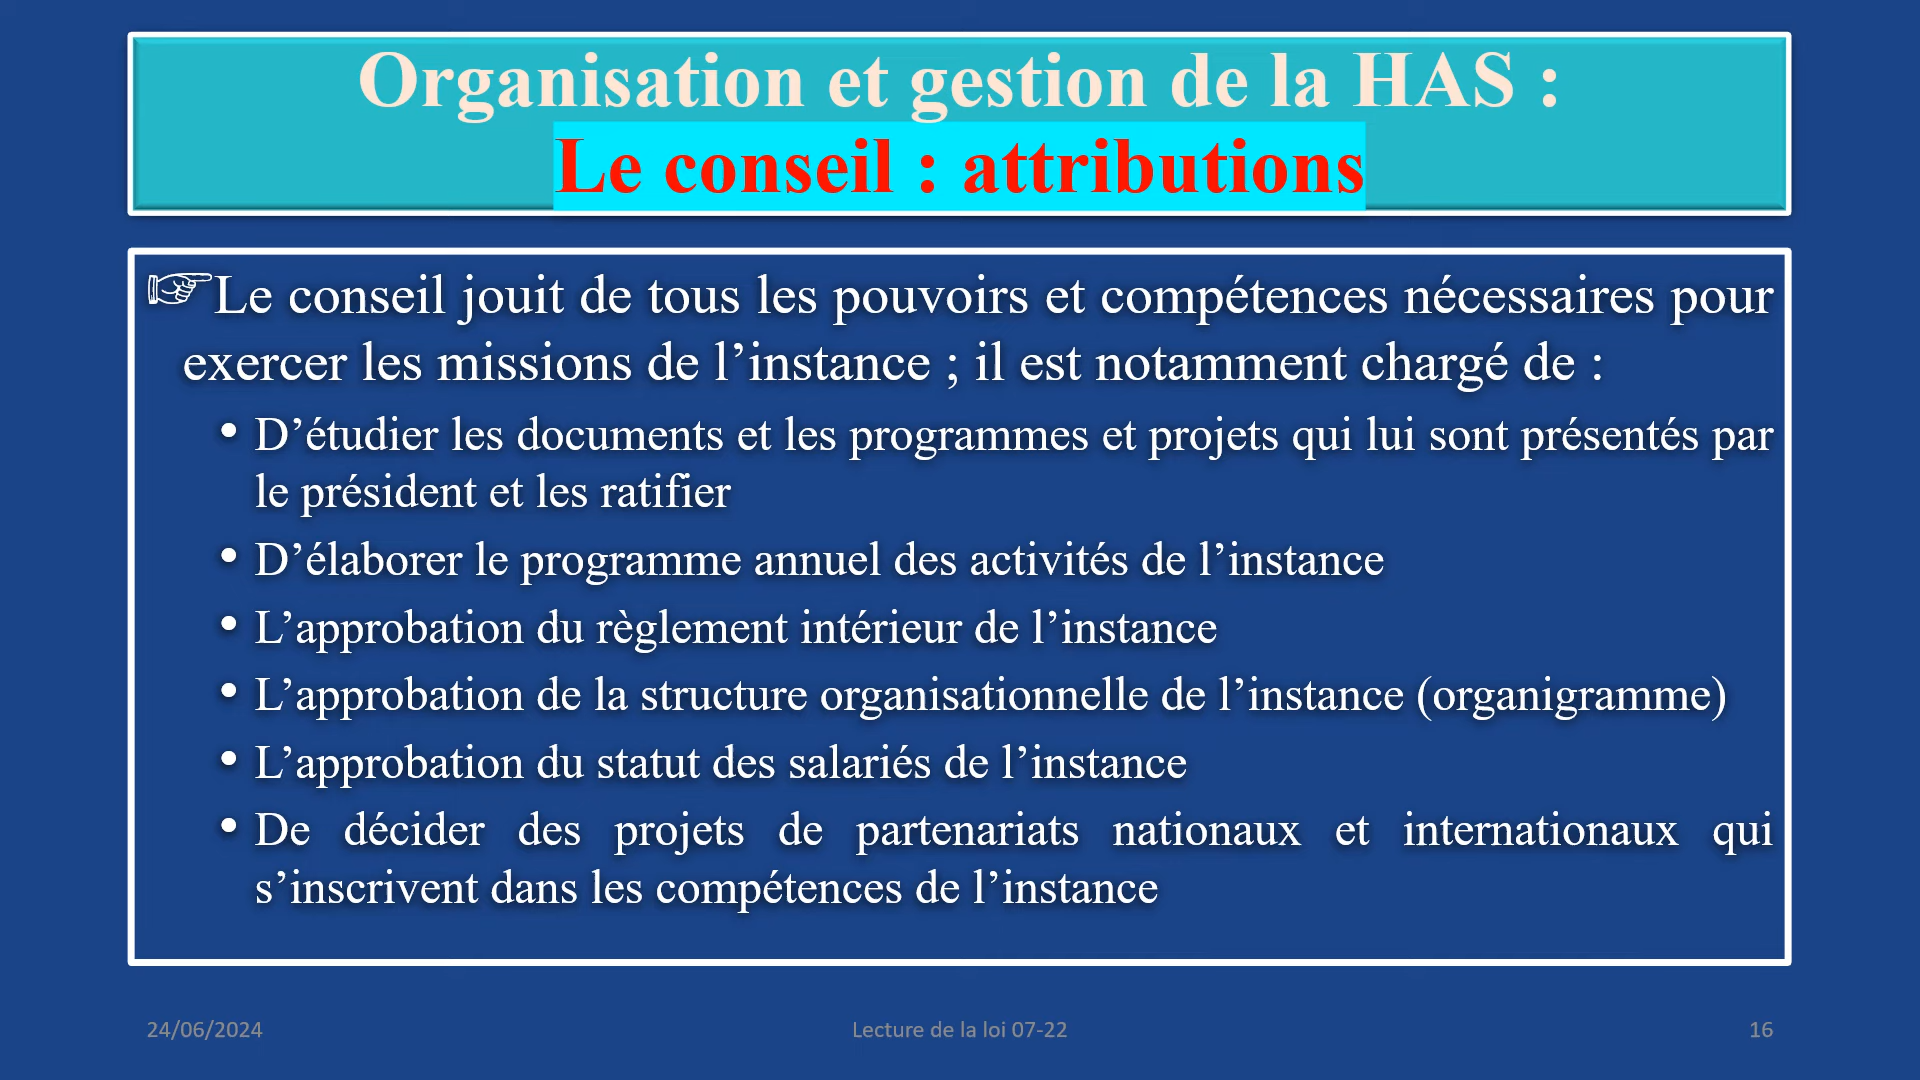 Organisation et gestion de la HAS :
Le conseil : attributions
☞Le conseil jouit de tous les pouvoirs et compétences nécessaires pour
exercer les missions de l’instance ; il est notamment chargé de :
• D’étudier les documents et les programmes et projets qui lui sont présentés par
le président et les ratifier
• D’élaborer le programme annuel des activités de l’instance
• L’approbation du règlement intérieur de l’instance
• L’approbation de la structure organisationnelle de l’instance (organigramme)
• L’approbation du statut des salariés de l’instance
• De décider des projets de partenariats nationaux et internationaux qui
s’inscrivent dans les compétences de l’instance
24/06/2024
Lecture de la loi 07-22
16